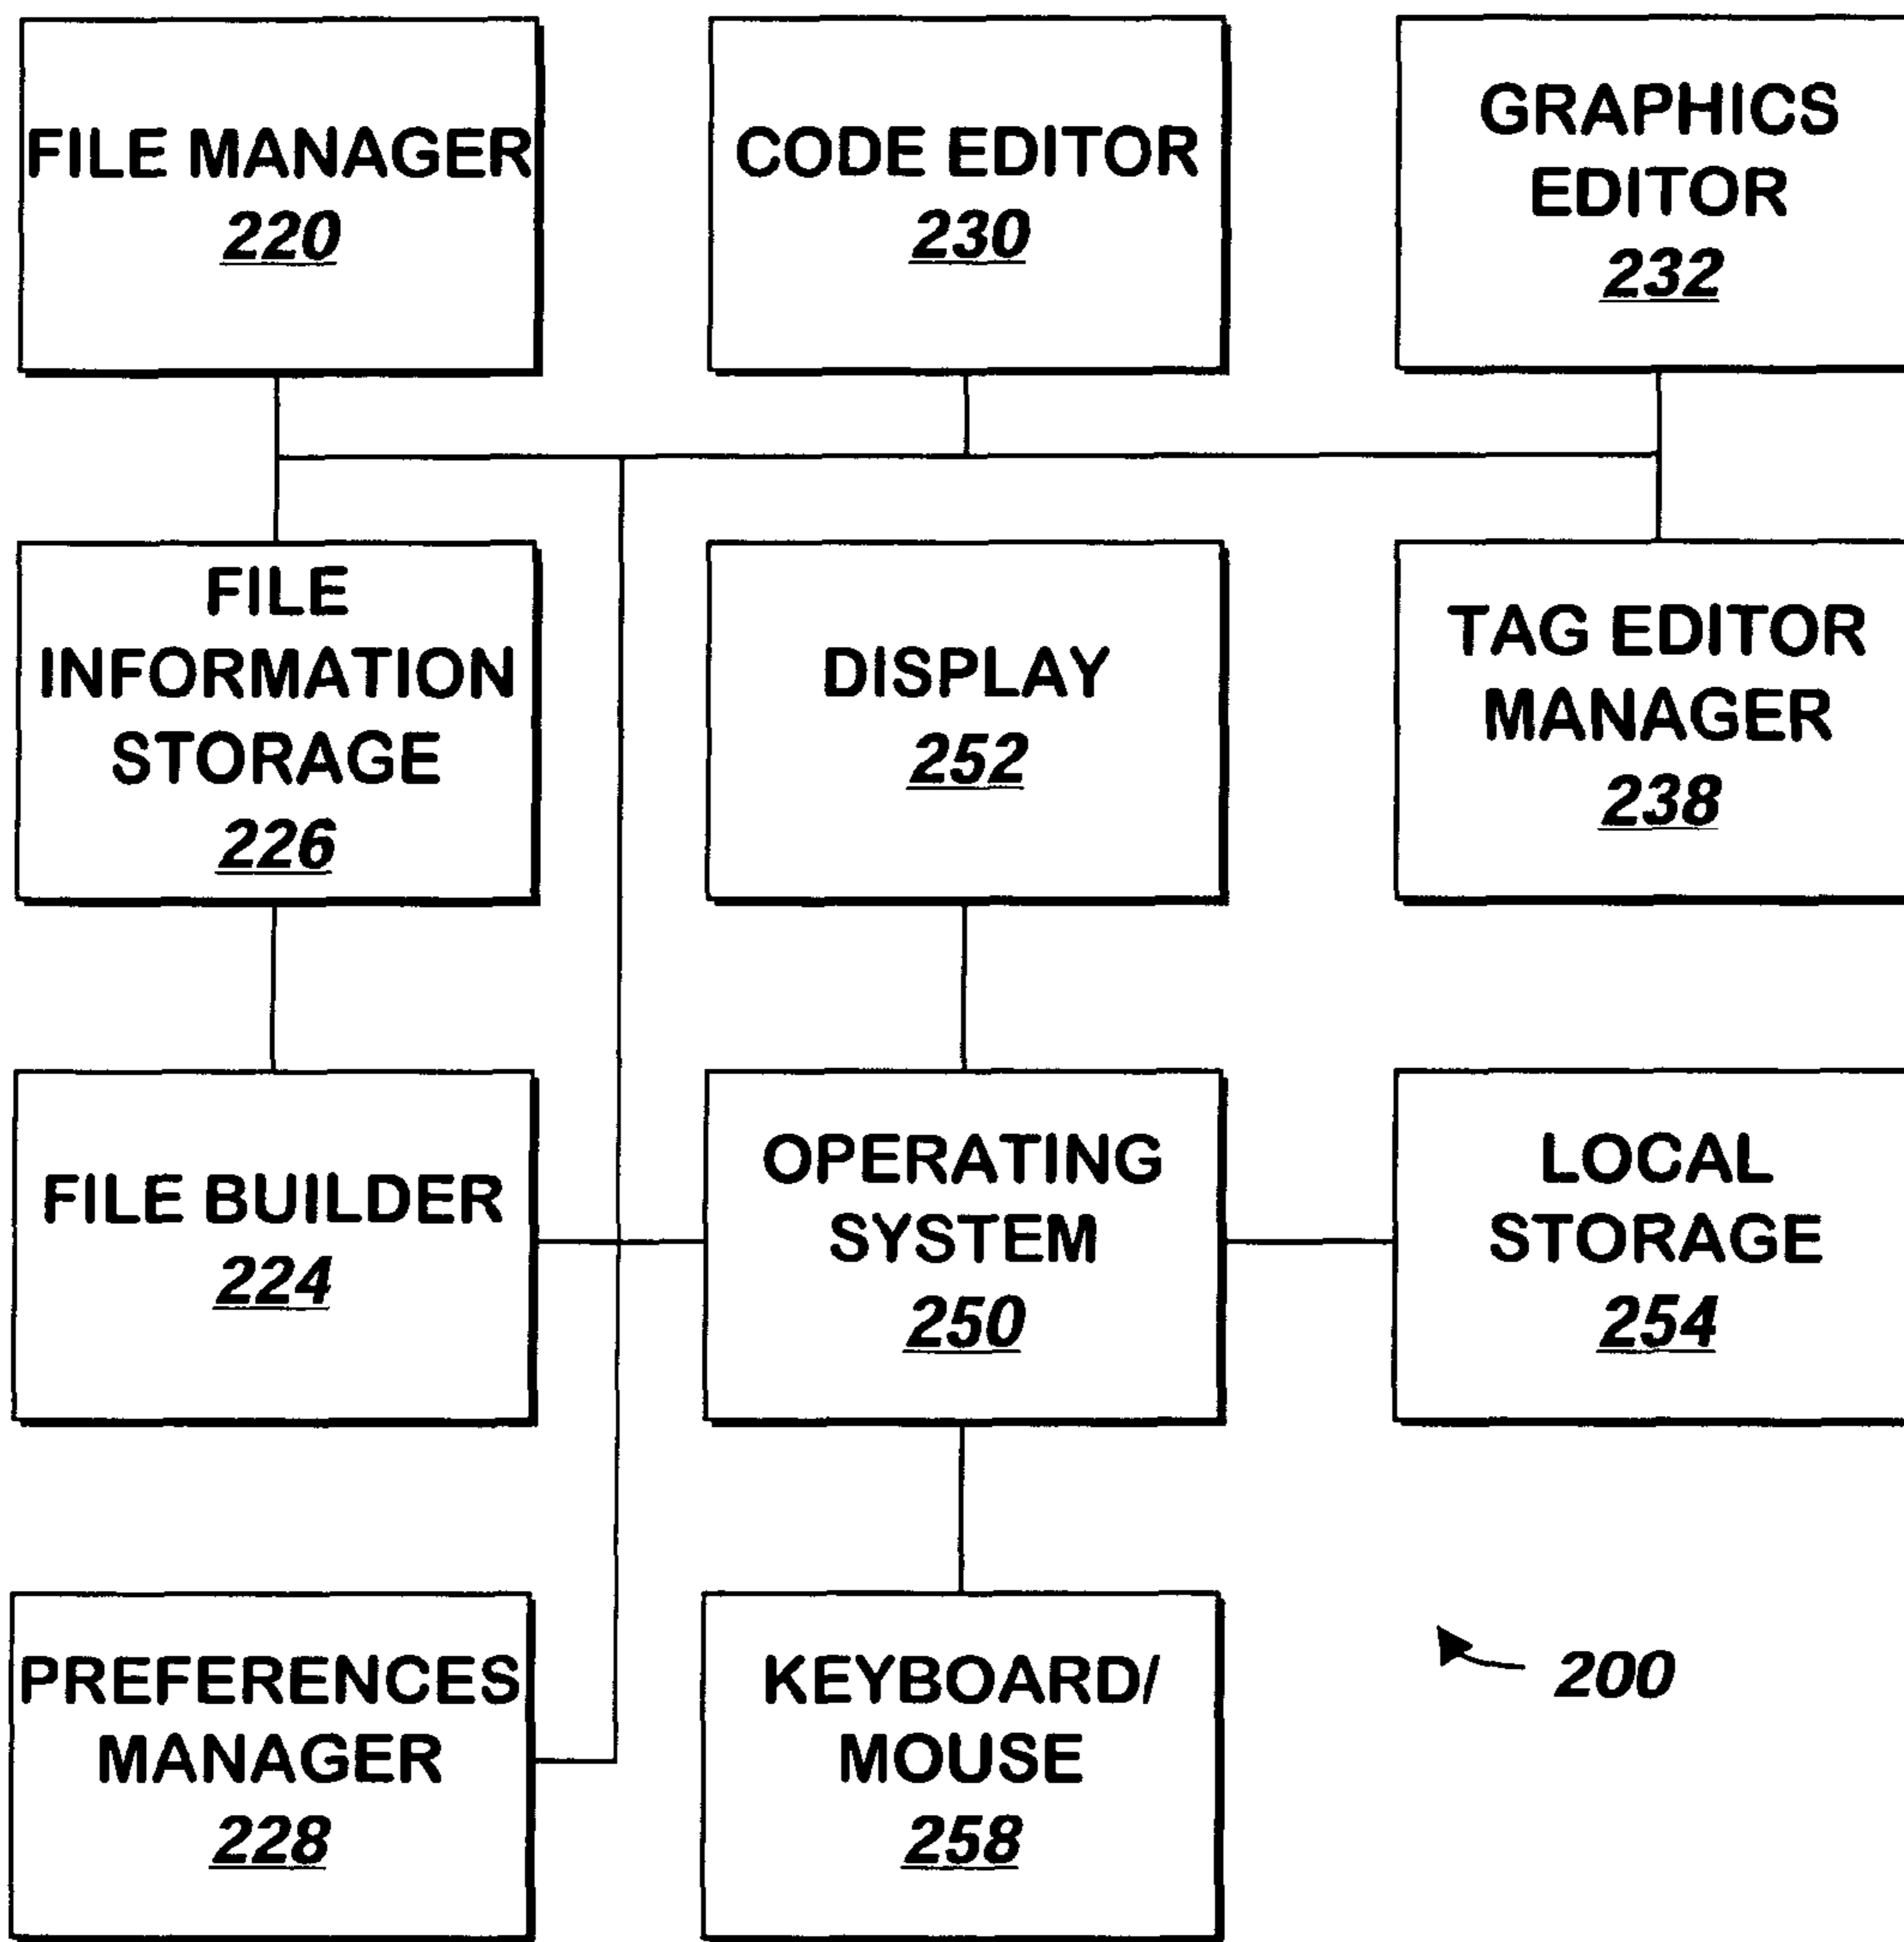 FILE MANAGER
220
CODE EDITOR
230
GRAPHICS
EDITOR
232
FILE
INFORMATION
STORAGE
226
DISPLAY
252
TAG EDITOR
MANAGER
238
FILE BUILDER
224
OPERATING
SYSTEM
250
LOCAL
STORAGE
254
PREFERENCES
MANAGER
228
KEYBOARD/
MOUSE
258
200